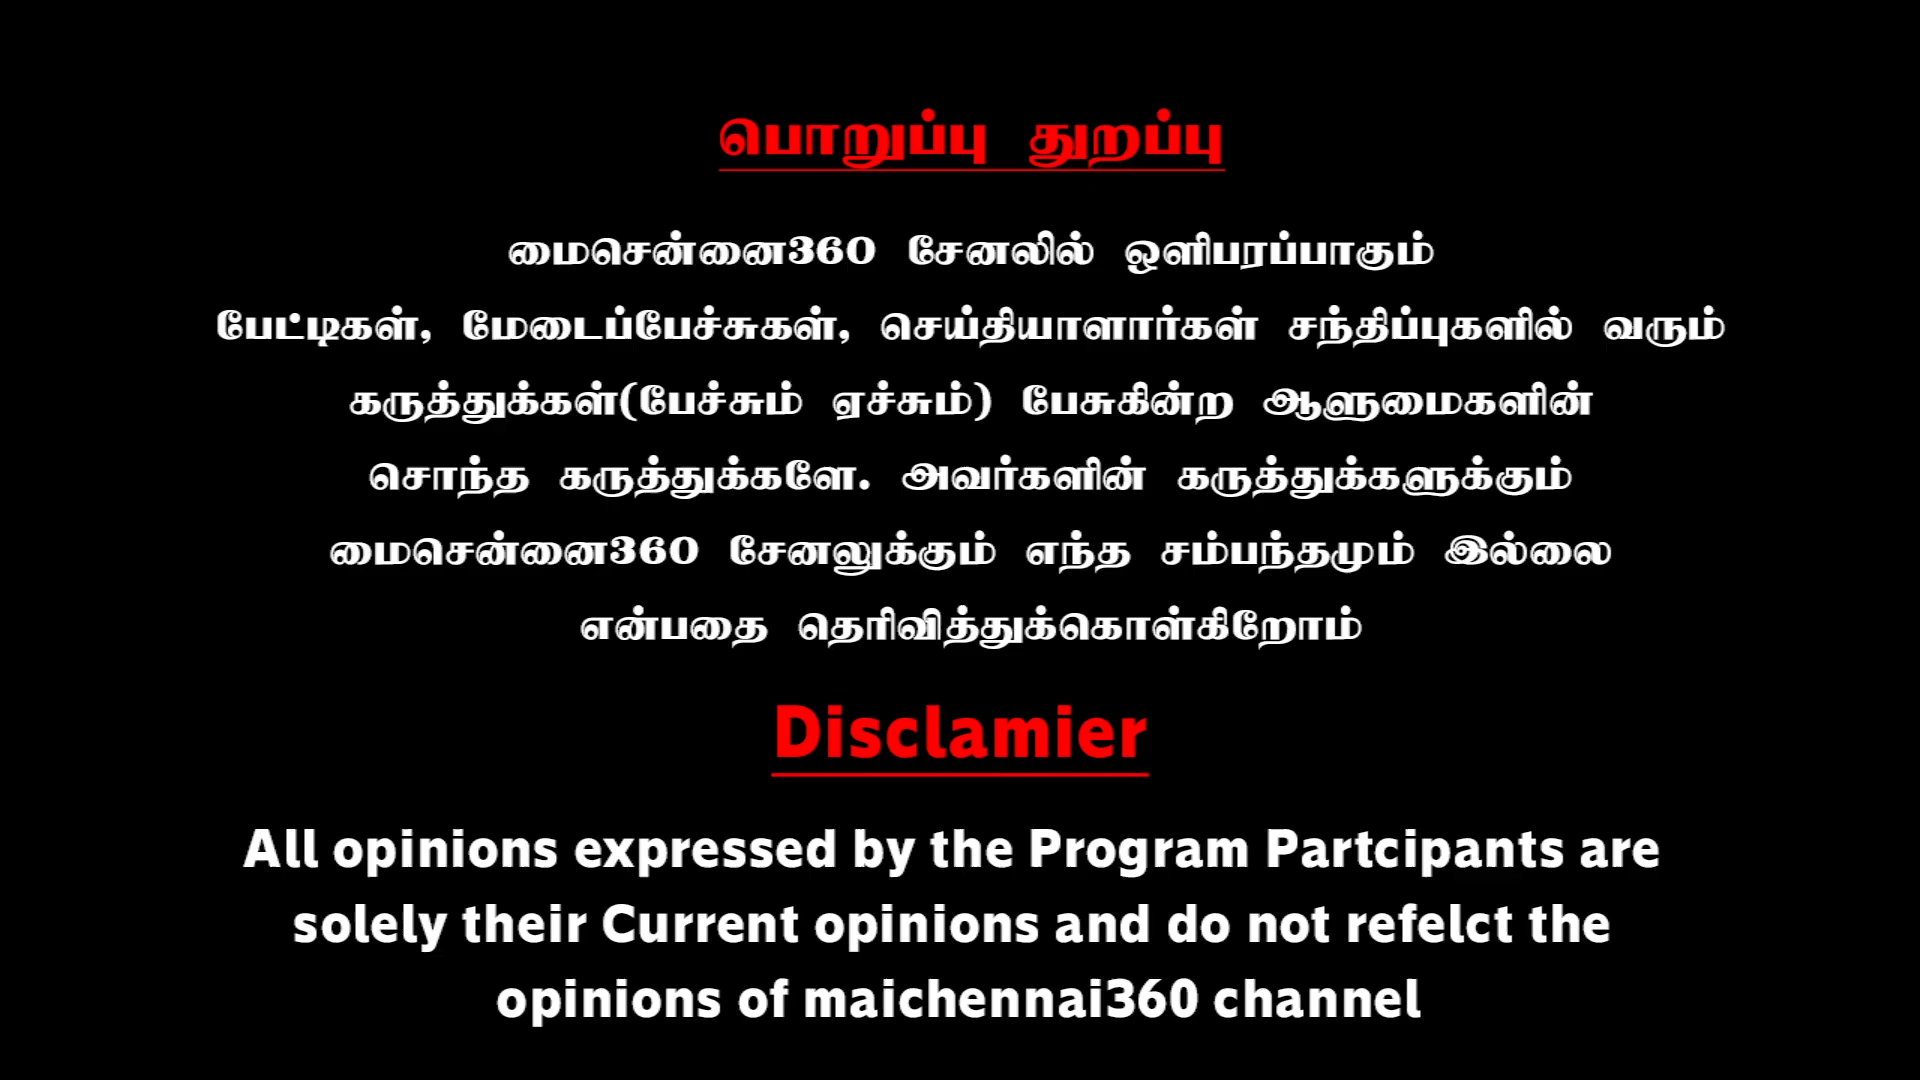 பொறுப்பு துறப்பு
மைசென்னை360 சேனலில் ஒளிபரப்பாகும்
பேட்டிகள், மேடைப்பேச்சுகள், செய்தியாளார்கள் சந்திப்புகளில் வரும்
கருத்துக்கள்(பேச்சும் ஏச்சும்) பேசுகின்ற ஆளுமைகளின்
சொந்த கருத்துக்களே. அவர்களின் கருத்துக்களுக்கும்
மைசென்னை360 சேனலுக்கும் எந்த சம்பந்தமும் இல்லை
என்பதை தெரிவித்துக்கொள்கிறோம்
Disclamier
All opinions expressed by the Program Partcipants are
solely their Current opinions and do not refelct the
opinions of maichennai360 channel